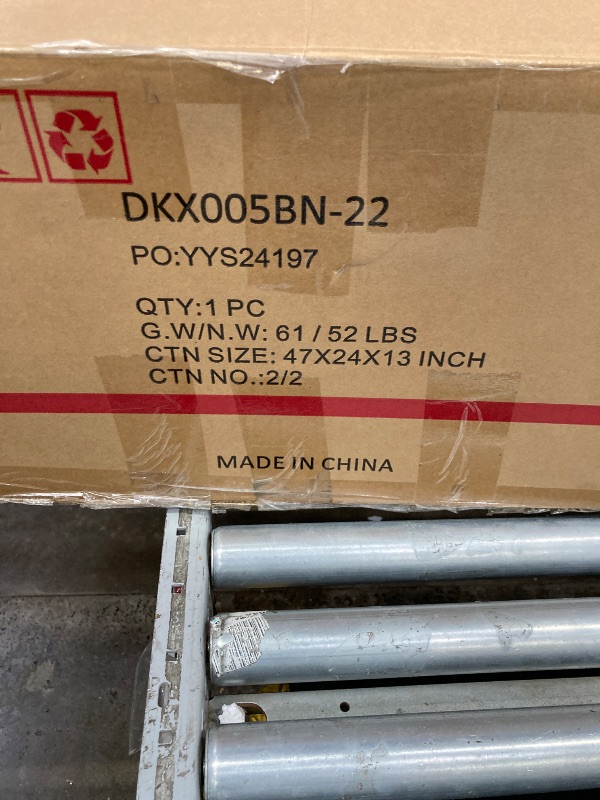 DKX005BN-22
PO:YYS24197
QTY:1 PC
G.W/N.W: 61 / 52 LBS
CTN SIZE: 47X24X13 INCH
CTN NO.:2/2
MADE IN CHINA